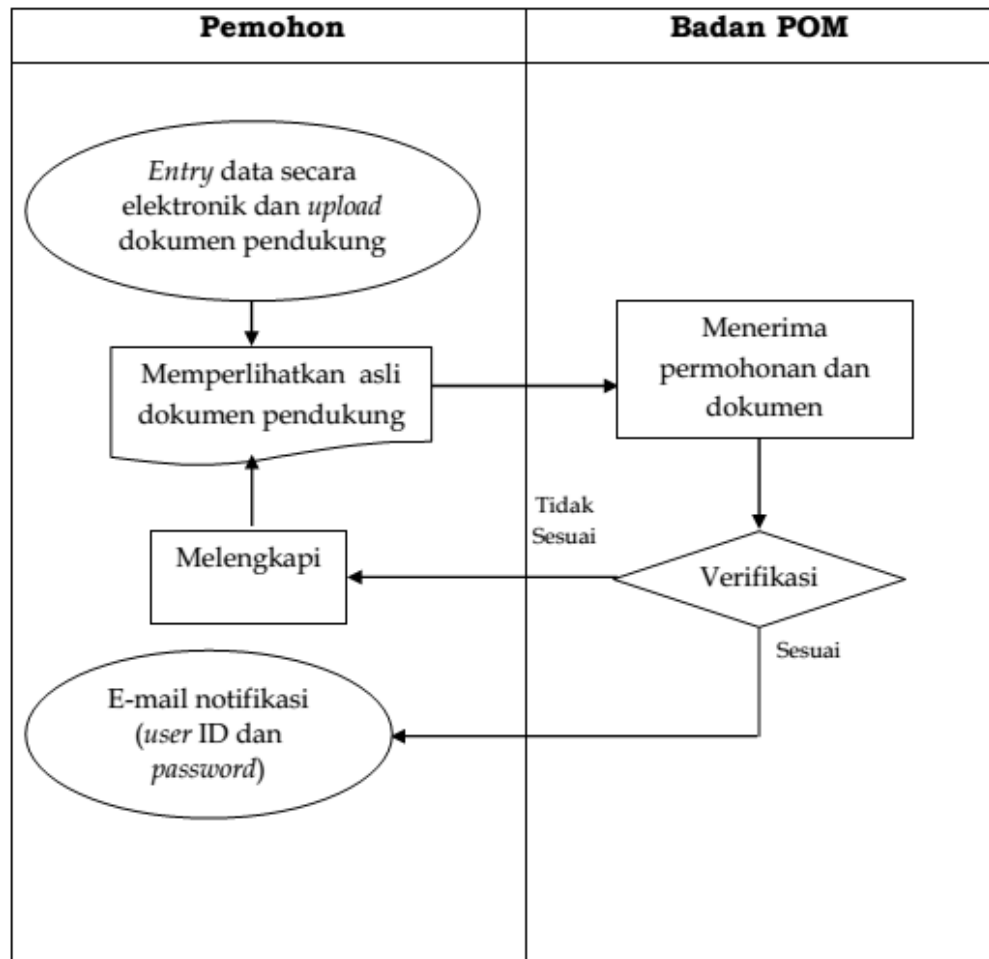 Pemohon
Badan POM
Entry data secara
elektronik dan upload
dokumen pendukung
Memperlihatkan asli
dokumen pendukung
Menerima
permohonan dan
dokumen
Tidak
Sesuai
Melengkapi
Verifikasi
Sesuai
E-mail notifikasi
(user ID dan
password)